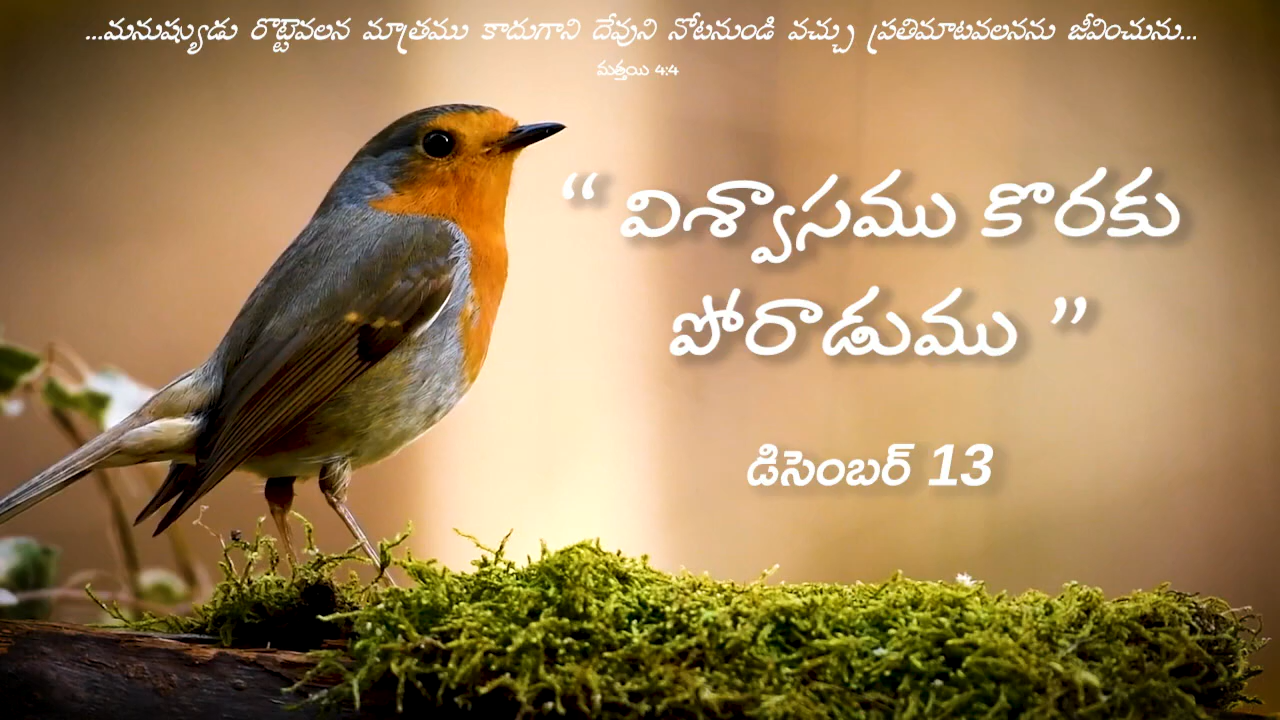 ...మనుష్యుడు రొట్టెవలన మాత్రము కాదుగాని దేవుని నోటనుండి వచ్చు ప్రతిమాటవలనను జీవించును...
మత్తయి 4:4
“ విశ్వాసము కొరకు
పోరాడుము ”
డిసెంబర్ 13